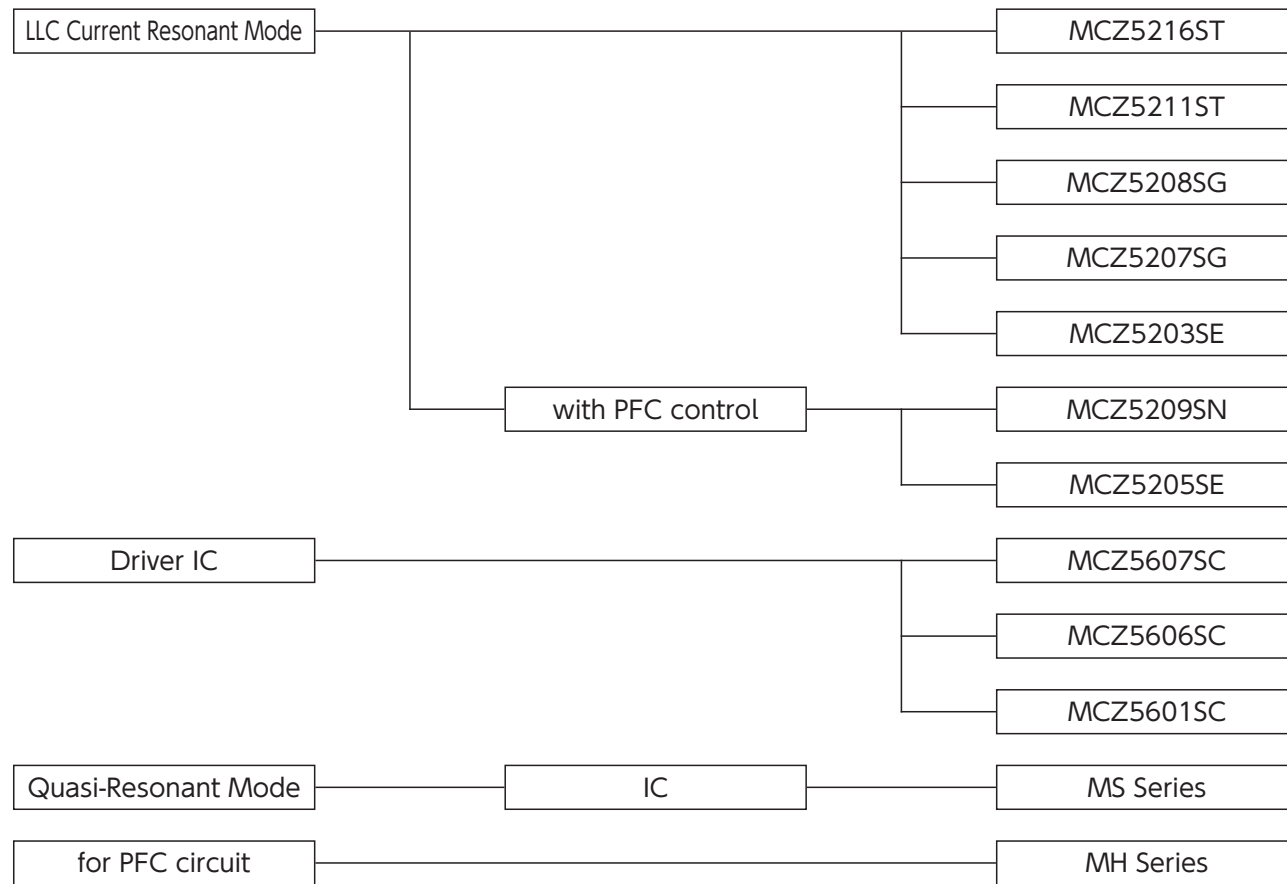 LLC Current Resonant Mode
MCZ5216ST
MCZ5211ST
MCZ5208SG
MCZ5207SG
MCZ5203SE
with PFC control
MCZ5209SN
MCZ5205SE
Driver IC
MCZ5607SC
MCZ5606SC
MCZ5601SC
Quasi-Resonant Mode
IC
MS Series
for PFC circuit
MH Series